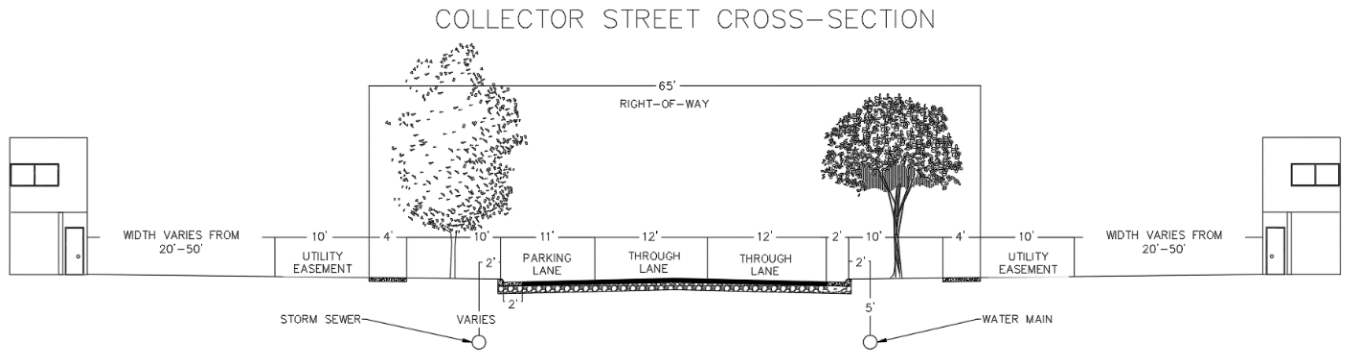 COLLECTOR STREET CROSS-SECTION
65'
RIGHT-OF-WAY
WIDTH VARIES FROM
20'-50'
10'
UTILITY
EASEMENT
4'
10'
2'
11'
PARKING
LANE
12'
THROUGH
LANE
12'
THROUGH
LANE
2'
2'
10'
4'
10'
UTILITY
EASEMENT
WIDTH VARIES FROM
20'-50'
2'
5'
STORM SEWER
VARIES
WATER MAIN